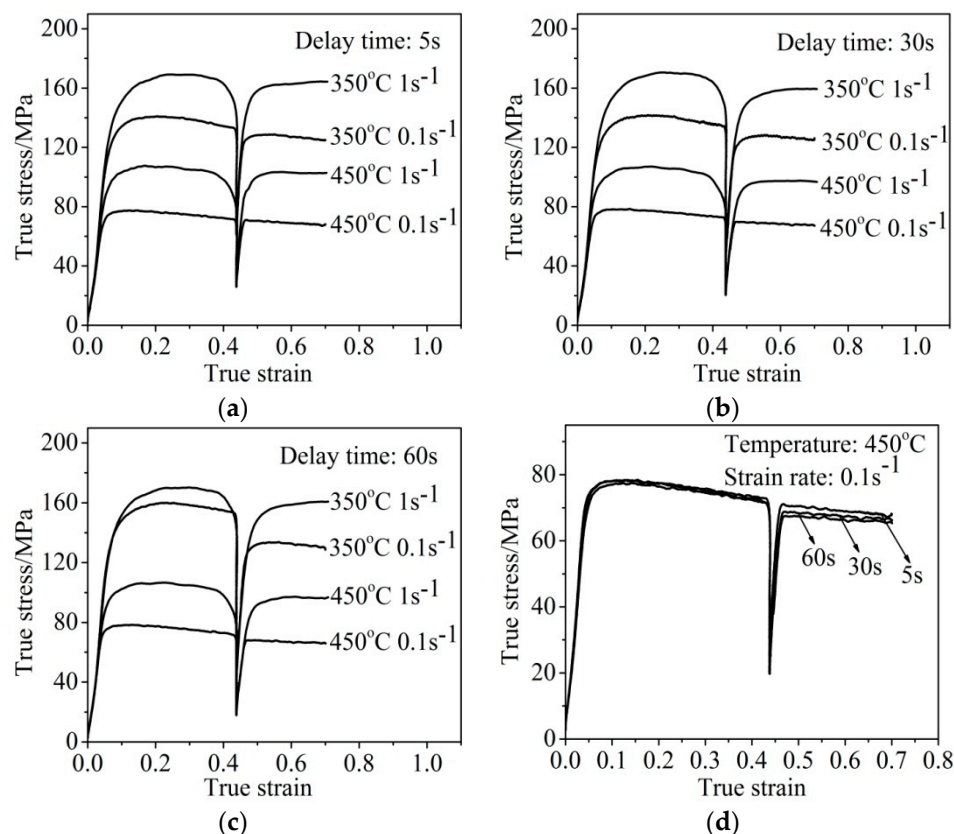 (a)
Delay time: 5s
True stress/MPa
200
160
120
80
40
0
350°C 1s⁻¹
350°C 0.1s⁻¹
450°C 1s⁻¹
450°C 0.1s⁻¹
0.0 0.2 0.4 0.6 0.8 1.0
True strain
(a)
Delay time: 30s
True stress/MPa
200
160
120
80
40
0
350°C 1s⁻¹
350°C 0.1s⁻¹
450°C 1s⁻¹
450°C 0.1s⁻¹
0.0 0.2 0.4 0.6 0.8 1.0
True strain
(b)
Delay time: 60s
True stress/MPa
200
160
120
80
40
0
350°C 1s⁻¹
350°C 0.1s⁻¹
450°C 1s⁻¹
450°C 0.1s⁻¹
0.0 0.2 0.4 0.6 0.8 1.0
True strain
(c)
Temperature: 450°C
Strain rate: 0.1s⁻¹
True stress/MPa
80
60
40
20
0
60s 30s 5s
0.0 0.1 0.2 0.3 0.4 0.5 0.6 0.7 0.8
True strain
(d)